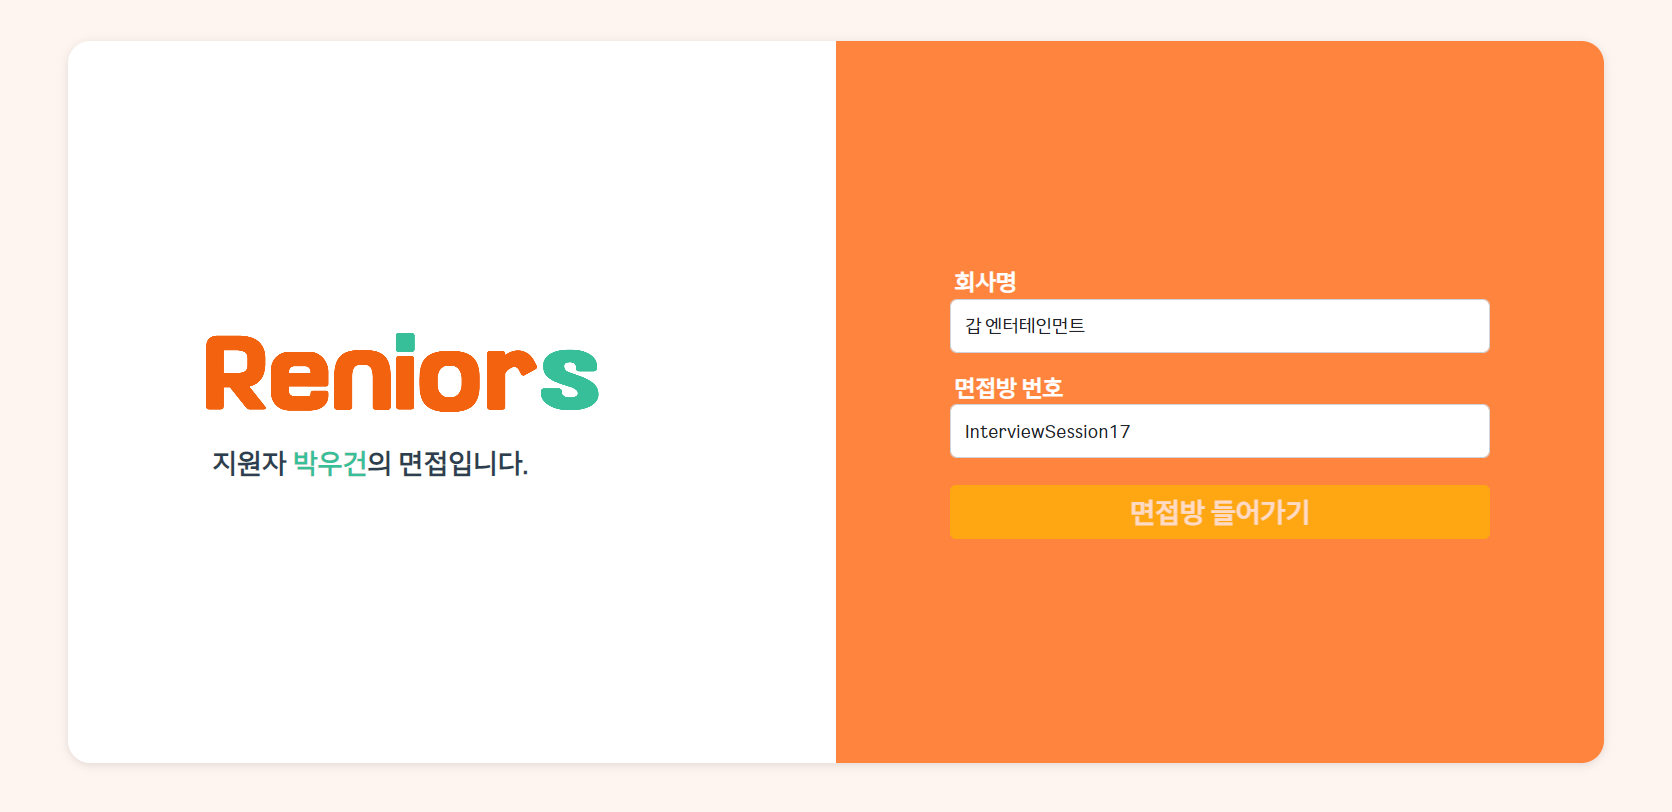 Reniors
지원자 박우건의 면접입니다.
회사명
갑 엔터테인먼트
면접방 번호
InterviewSession17
면접방 들어가기